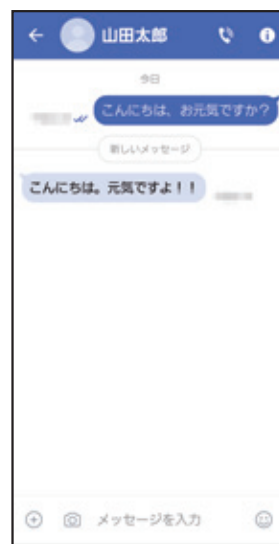 山田太郎
今日
こんにちは、お元気ですか？
新しいメッセージ
こんにちは。元気ですよ！！
メッセージを入力